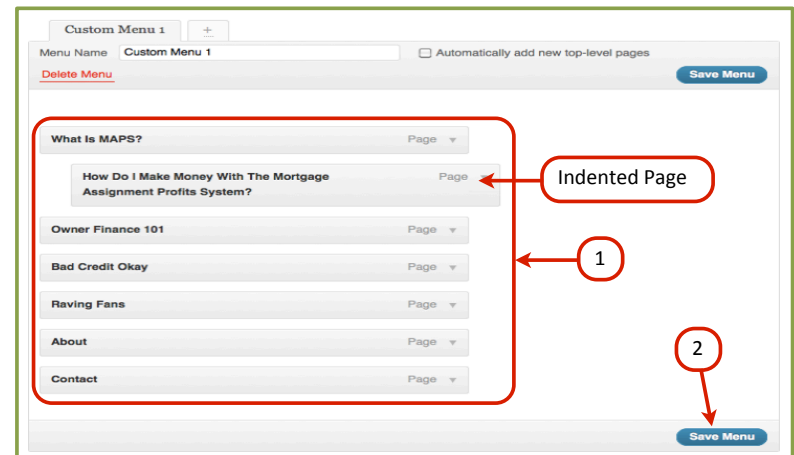 Custom Menu 1 +
Menu Name Custom Menu 1 Automatically add new top-level pages
Delete Menu Save Menu
What Is MAPS? Page
How Do I Make Money With The Mortgage Page
Assignment Profits System?
Indented Page
Owner Finance 101 Page
1
Bad Credit Okay Page
Raving Fans Page
About Page
2
Contact Page
Save Menu